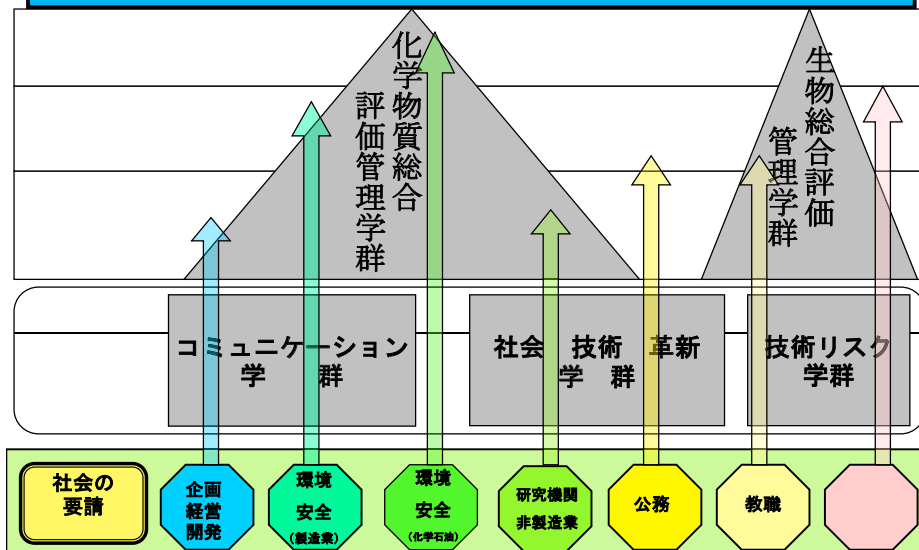 化学物質総合
評価管理学群
生物総合評価
管理学群
コミュニケーション
学　群
社会　技術　革新
学　群
技術リスク
学群
社会の
要請
企画
経営
開発
環境
安全
(製造業)
環境
安全
(化学石油)
研究機関
非製造業
公務
教職